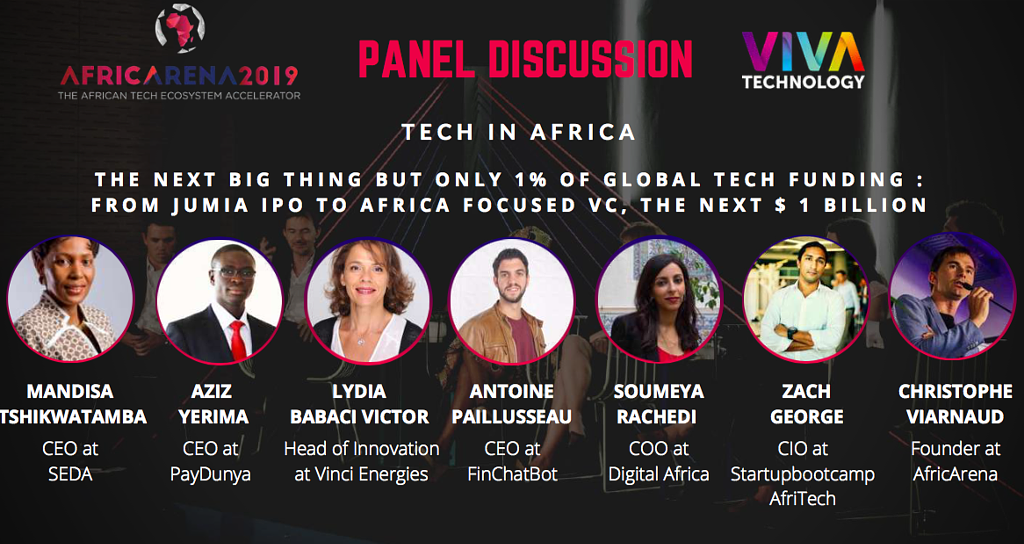 AFRICARENA2019
THE AFRICAN TECH ECOSYSTEM ACCELERATOR
PANEL DISCUSSION
VIVA
TECHNOLOGY
TECH IN AFRICA
THE NEXT BIG THING BUT ONLY 1% OF GLOBAL TECH FUNDING :
FROM JUMIA IPO TO AFRICA FOCUSED VC, THE NEXT $ 1 BILLION
MANDISA
TSHIKWATAMBA
CEO at
SEDA
AZIZ
YERIMA
CEO at
PayDunya
LYDIA
BABACI VICTOR
Head of Innovation
at Vinci Energies
ANTOINE
PAILLUSSEAU
CEO at
FinChatBot
SOUMEYA
RACHEDI
COO at
Digital Africa
ZACH
GEORGE
CIO at
Startupbootcamp
AfriTech
CHRISTOPHE
VIARNAUD
Founder at
AfricArena